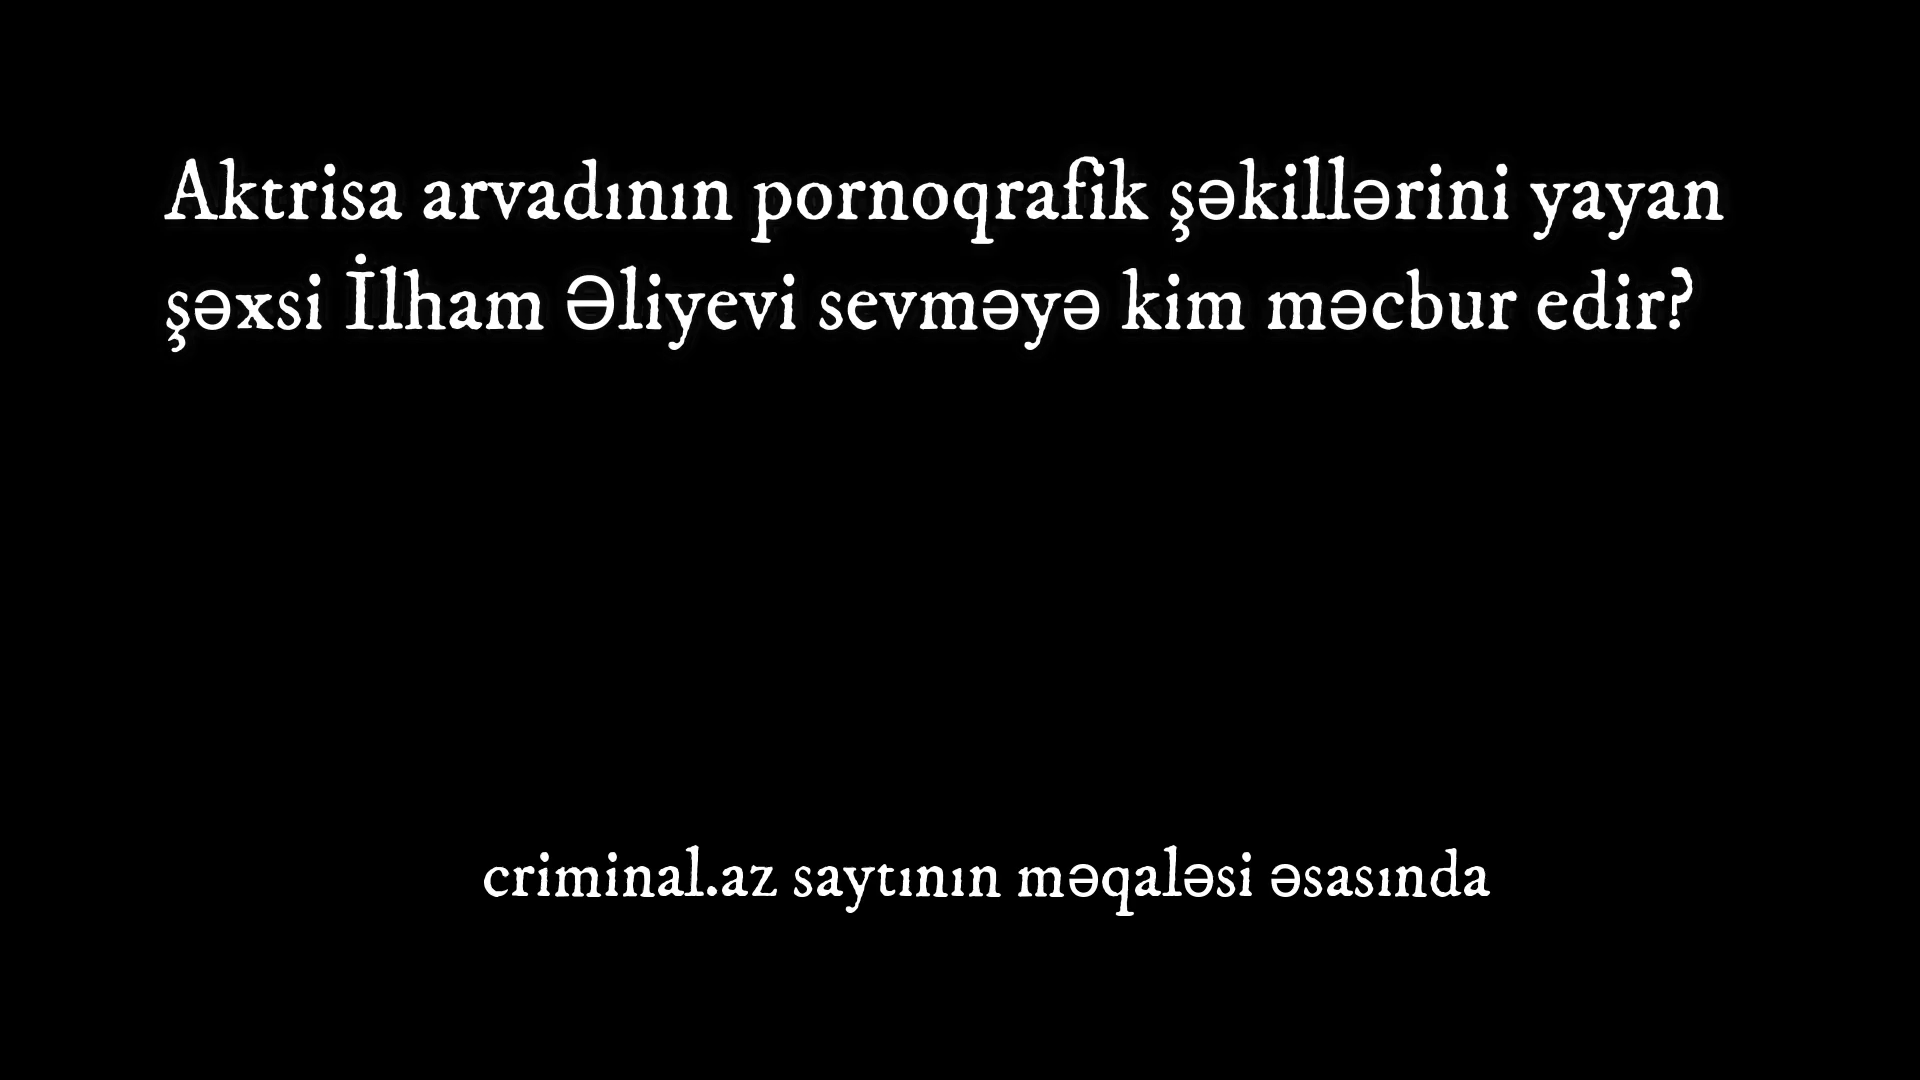 Aktrisa arvadının pornoqrafik şəkillərini yayan
şəxsi İlham Əliyevi sevməyə kim məcbur edir?
criminal.az saytının məqaləsi əsasında